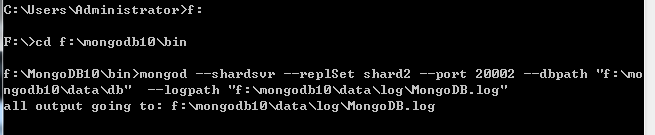 C:\Users\Administrator>f:
F:\>cd f:\mongodb10\bin
f:\MongoDB10\bin>mongod --shardsvr --replSet shard2 --port 20002 --dbpath "f:\mo
ngodb10\data\db"  --logpath "f:\mongodb10\data\log\MongoDB.log"
all output going to: f:\mongodb10\data\log\MongoDB.log